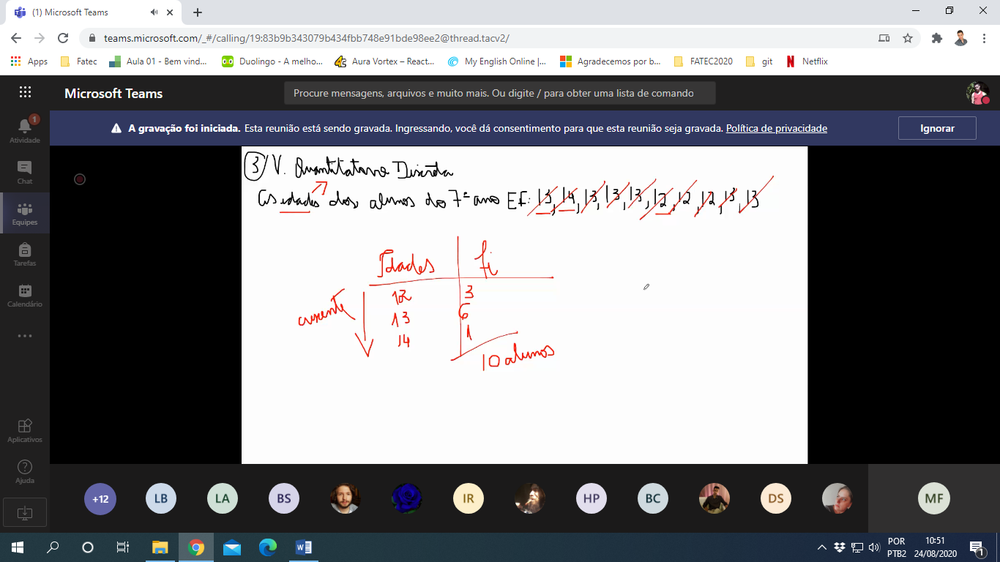 (1) Microsoft Teams
teams.microsoft.com/_#/calling/19:83b9b343079b434fbb748e91bde98ee2@thread.tacv2/
Apps Fatec Aula 01 - Bem vind... Duolingo - A melho... Aura Vortex – React... My English Online |... Agradecemos por b... FATEC2020 git Netflix
Microsoft Teams
Procure mensagens, arquivos e muito mais. Ou digite / para obter uma lista de comando
A gravação foi iniciada. Esta reunião está sendo gravada. Ingressando, você dá consentimento para que esta reunião seja gravada. Política de privacidade
Ignorar
1
Atividade
Chat
Equipes
Tarefas
Calendário
Aplicativos
Ajuda
3/ V. Quantitativa Discreta
As idades dos alunos do 7º ano EF: 13, 14, 13, 13, 13, 12, 12, 12, 13, 13
Idades fi
12 3
13 6
14 1
crescente
10 alunos
+12 LB LA BS IR HP BC DS MF
POR
PTB2
10:51
24/08/2020
1